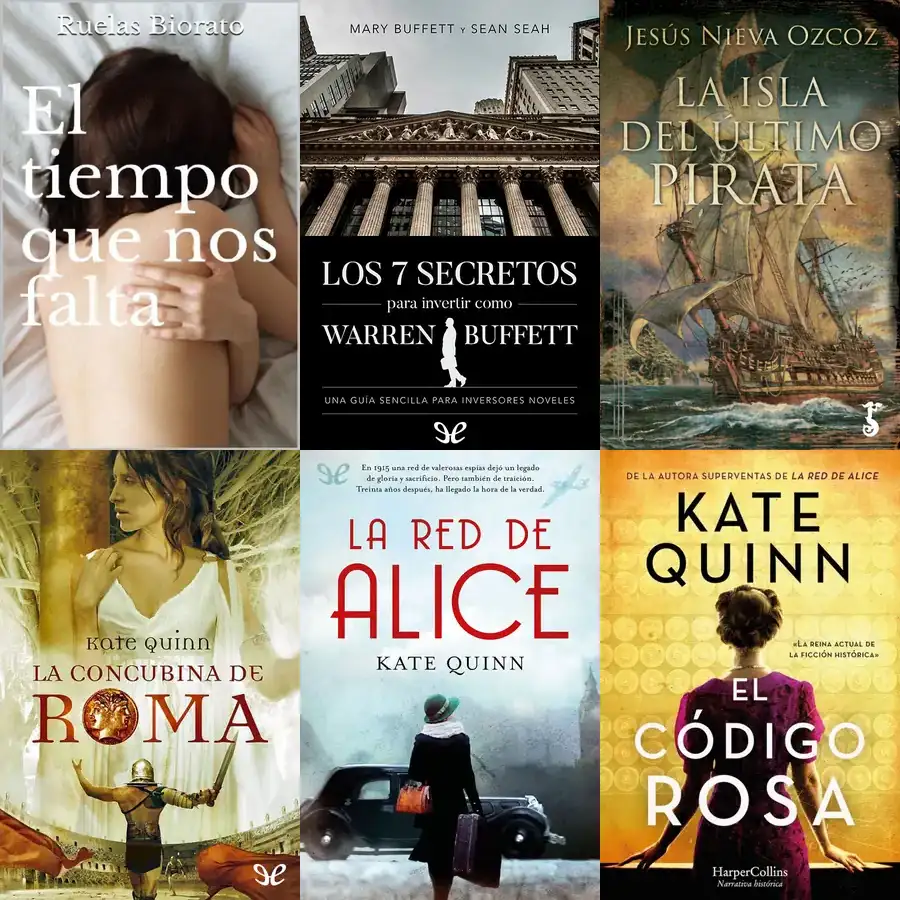 Ruelas Biorato
El
tiempo
que nos
falta
MARY BUFFETT Y SEAN SEAH
LOS 7 SECRETOS
para invertir como
WARREN BUFFETT
UNA GUÍA SENCILLA PARA INVERSORES NOVELES
JESÚS NIEVA OZCOZ
LA ISLA
DEL ÚLTIMO
PIRATA
KATE QUINN
LA CONCUBINA DE
ROMA
En 1915 una red de valerosas espías dejó un legado
de gloria y sacrificio. Pero también de traición.
Treinta años después, ha llegado la hora de la verdad.
LA RED DE
ALICE
KATE QUINN
DE LA AUTORA SUPERVENTAS DE LA RED DE ALICE
KATE
QUINN
«LA REINA ACTUAL DE
LA FICCIÓN HISTÓRICA»
EL
CÓDIGO
ROSA
HarperCollins
Narrativa histórica